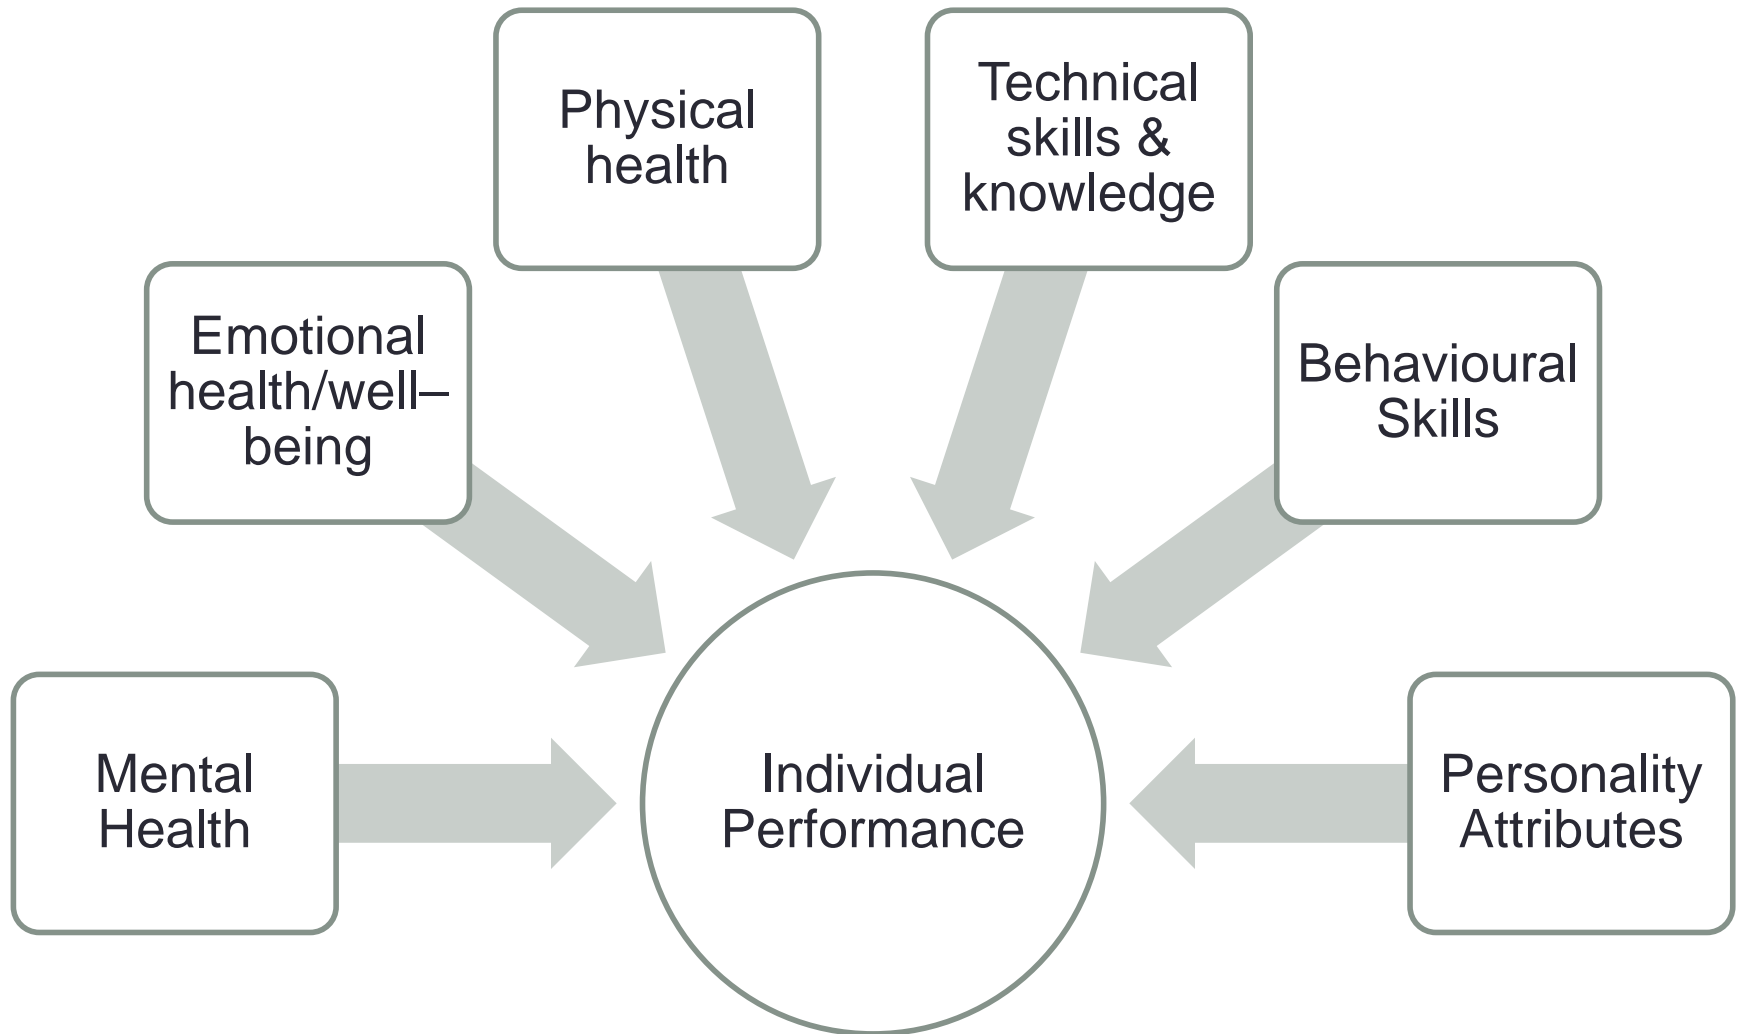 Physical
health
Technical
skills &
knowledge
Emotional
health/well–
being
Behavioural
Skills
Mental
Health
Individual
Performance
Personality
Attributes